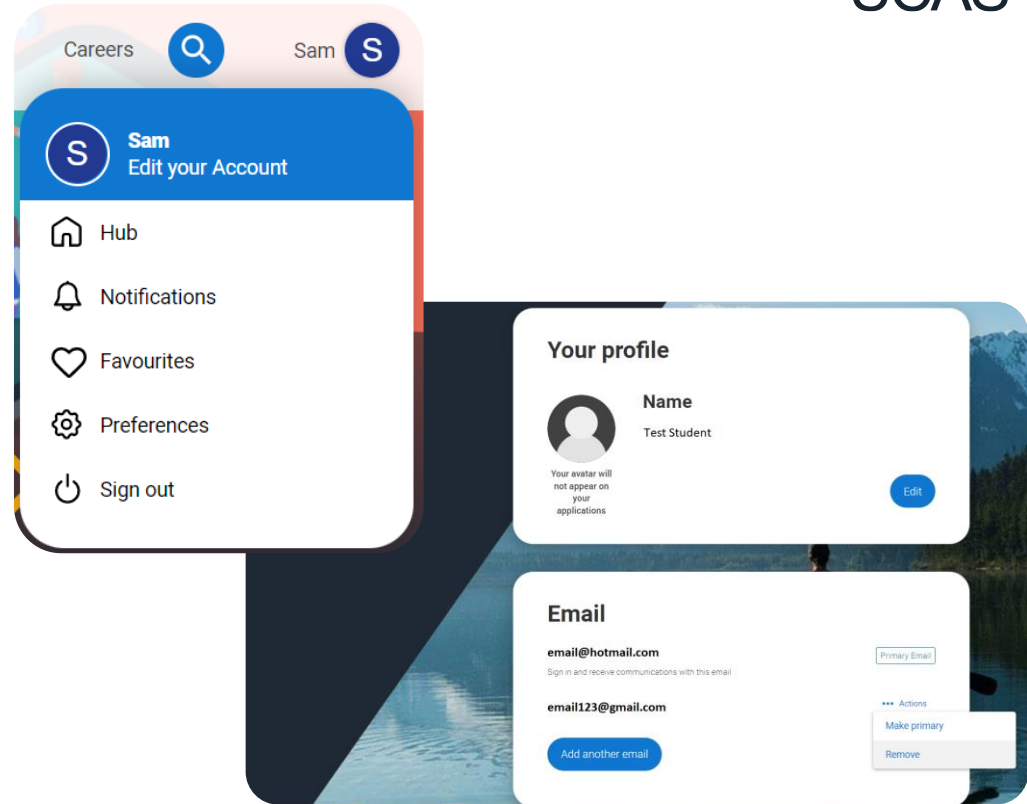 UCAS
Careers
Sam
S
S
Sam
Edit your Account
Hub
Notifications
Favourites
Preferences
Sign out
Your profile
Name
Test Student
Your avatar will
not appear on
your
applications
Edit
Email
email@hotmail.com
Primary Email
Sign in and receive communications with this email
email123@gmail.com
••• Actions
Make primary
Remove
Add another email